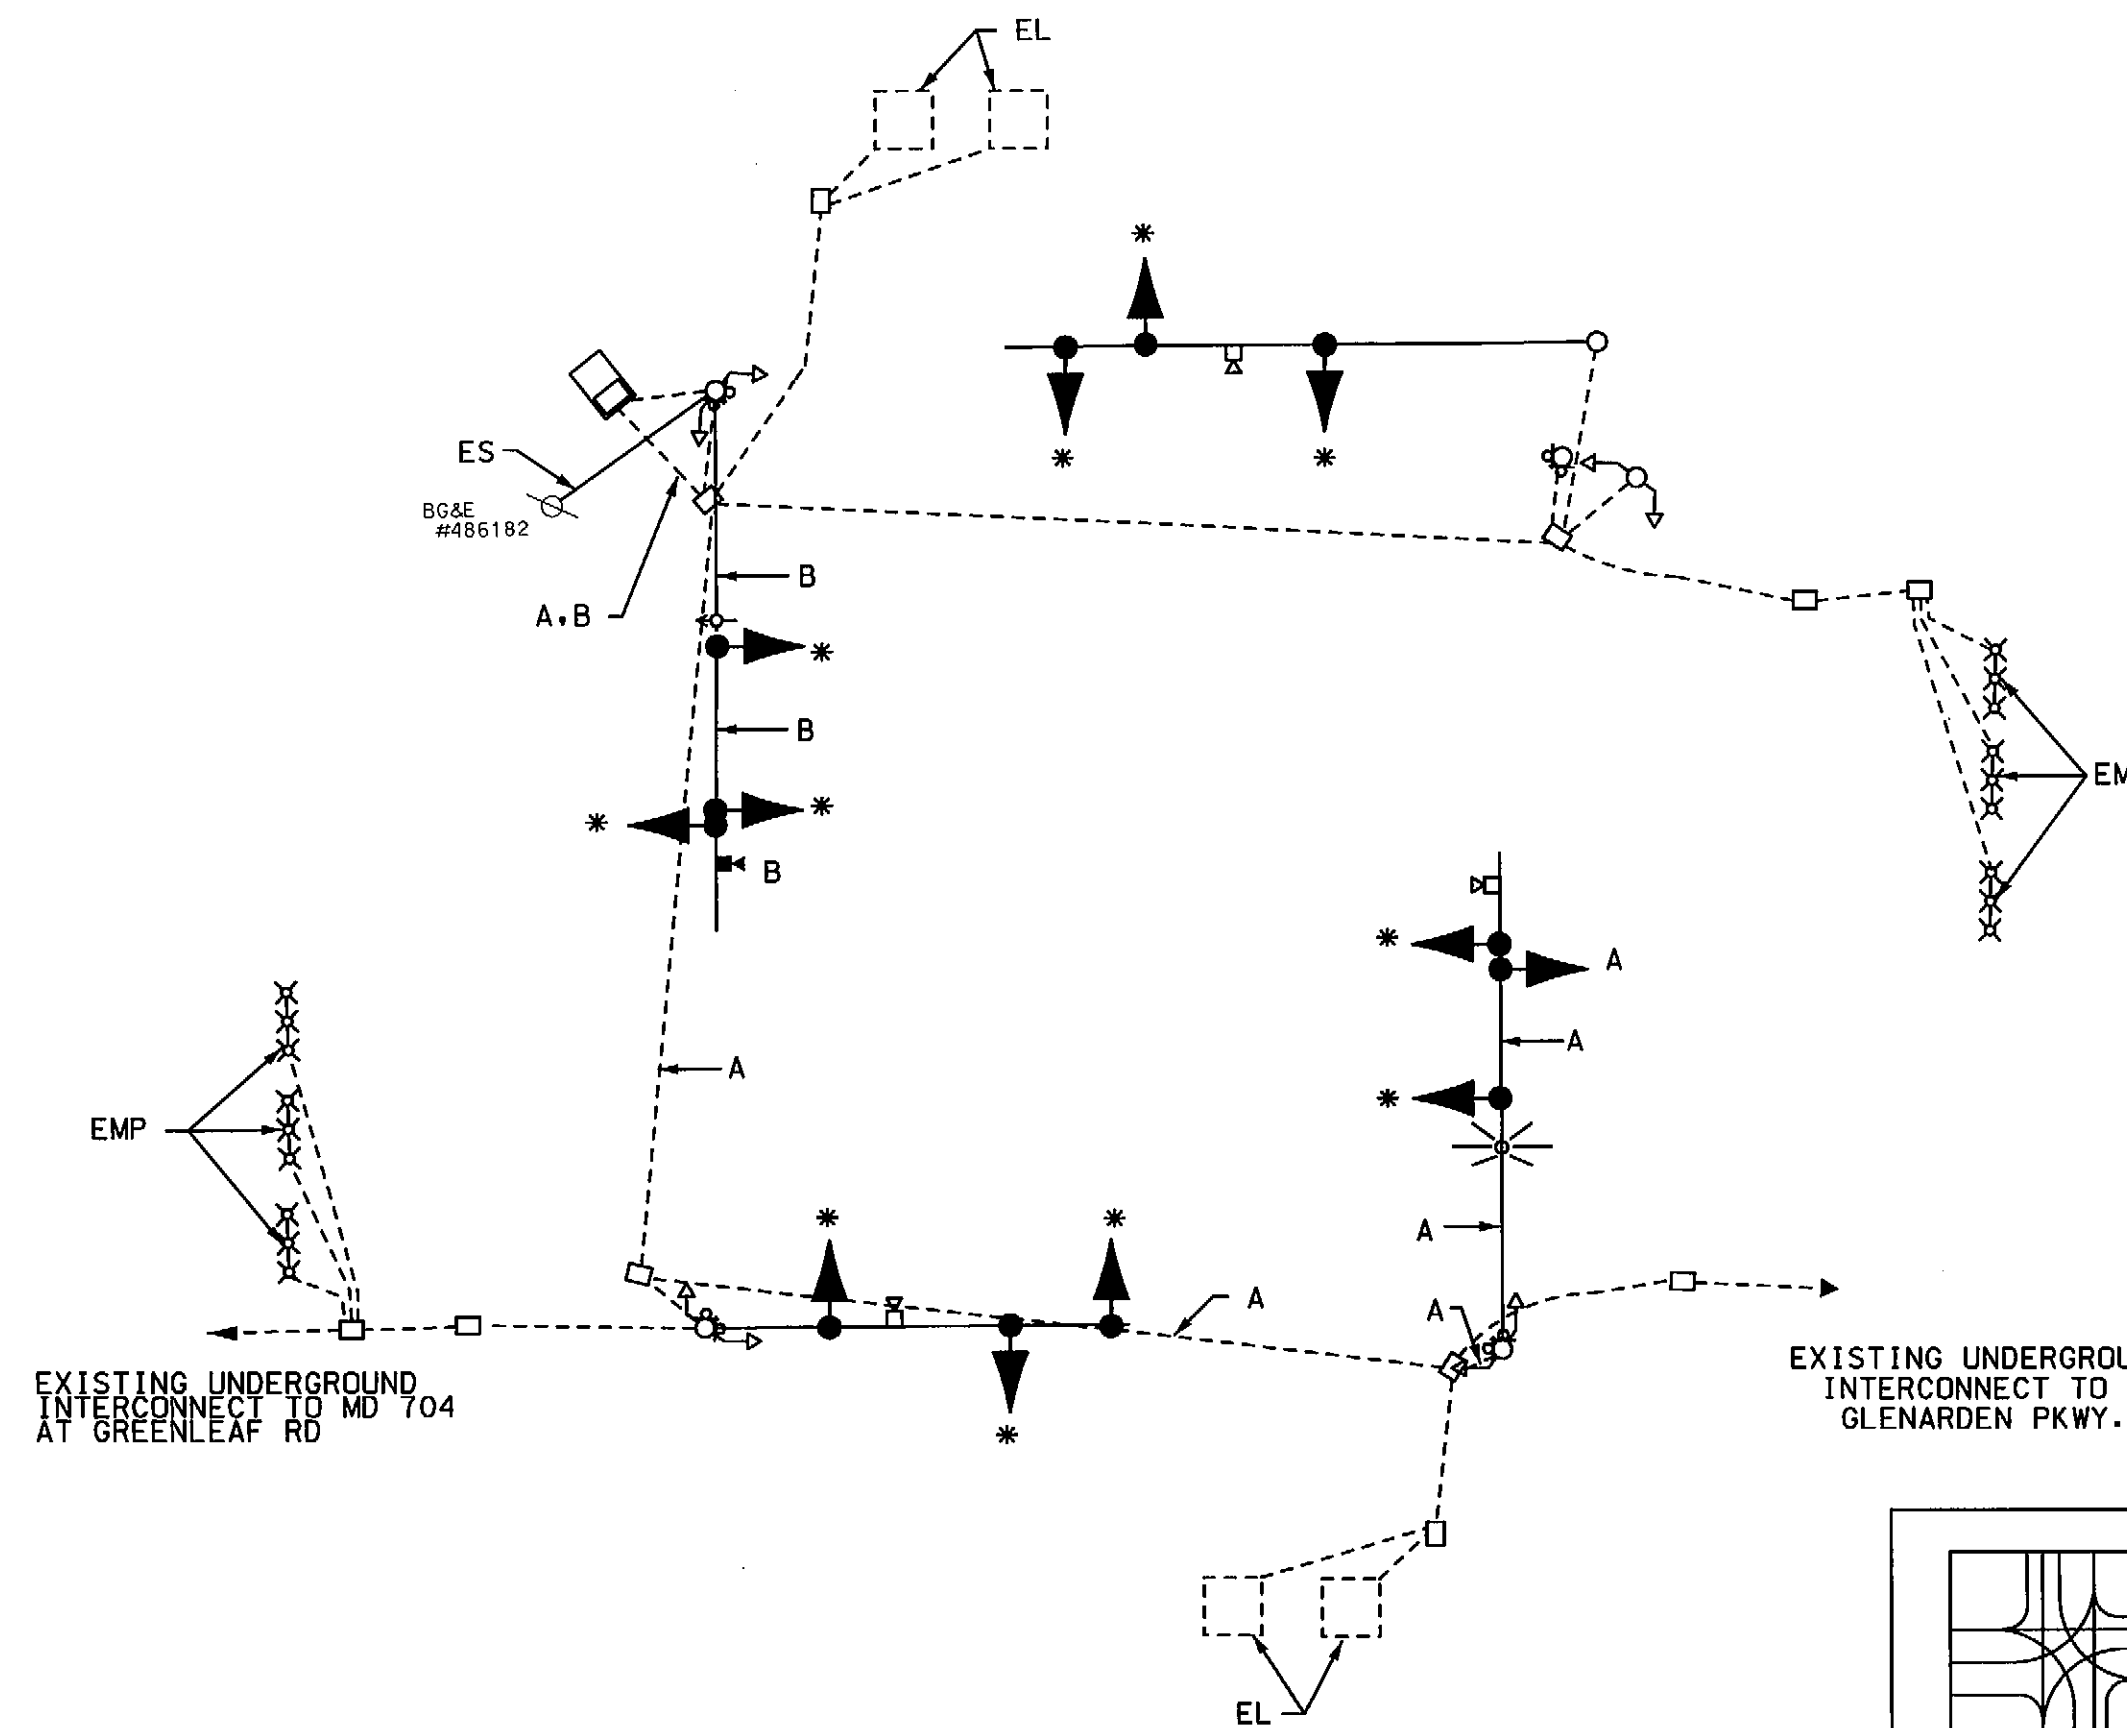 EL
*
*
*
ES
BG&E
#486182
A,B
B
*
B
*
*
B
EM
*
A
A
*
A
EMP
A
*
*
A
A
*
EXISTING UNDERGROUND
INTERCONNECT TO MD 704
AT GREENLEAF RD
EXISTING UNDERGROU
INTERCONNECT TO
GLENARDEN PKWY.
EL